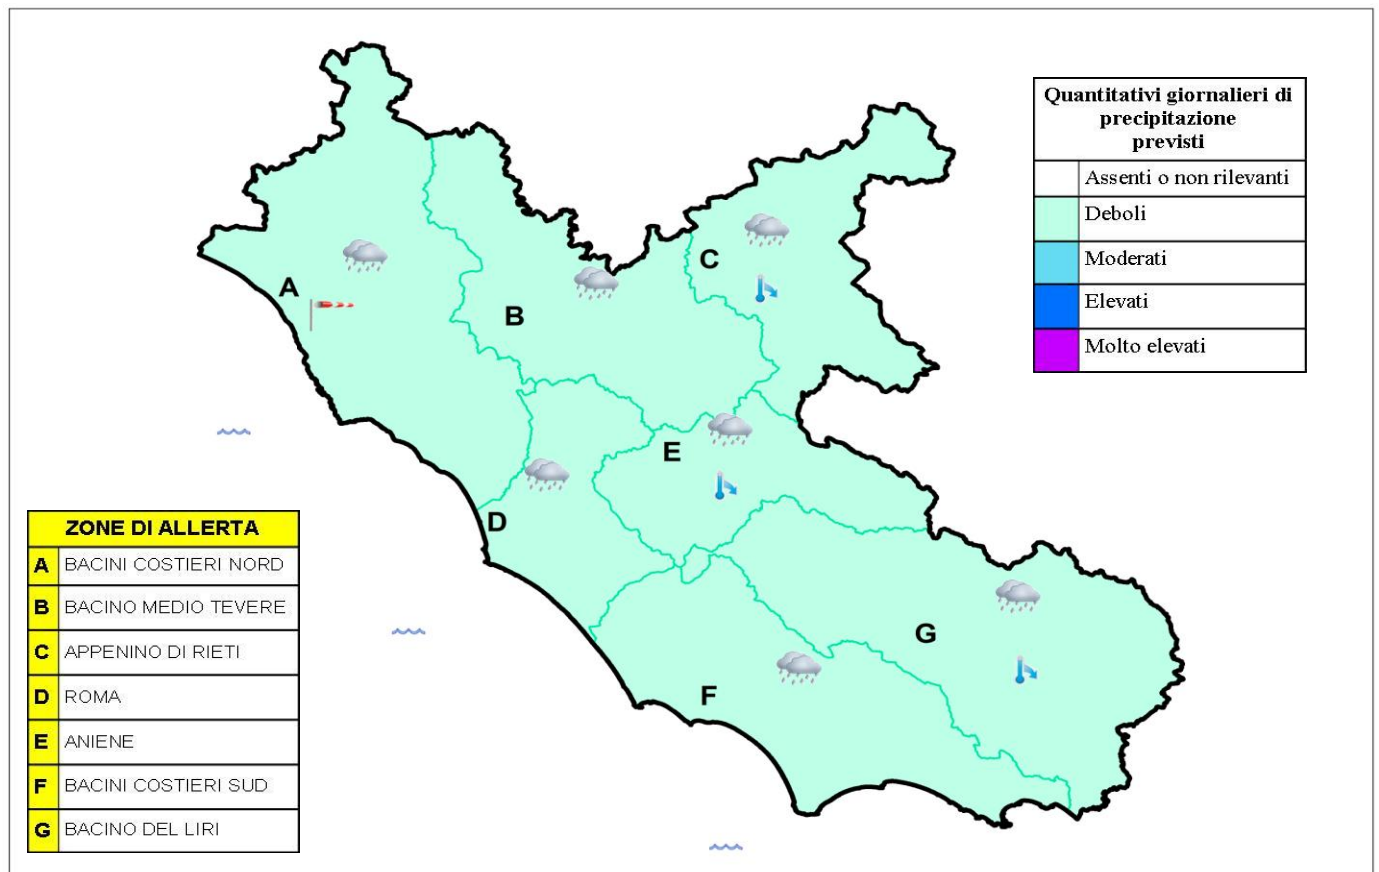 Quantitativi giornalieri di
precipitazione
previsti
Assenti o non rilevanti
Deboli
Moderati
Elevati
Molto elevati
A
B
C
D
E
F
G
ZONE DI ALLERTA
A BACINI COSTIERI NORD
B BACINO MEDIO TEVERE
C APPENINO DI RIETI
D ROMA
E ANIENE
F BACINI COSTIERI SUD
G BACINO DEL LIRI